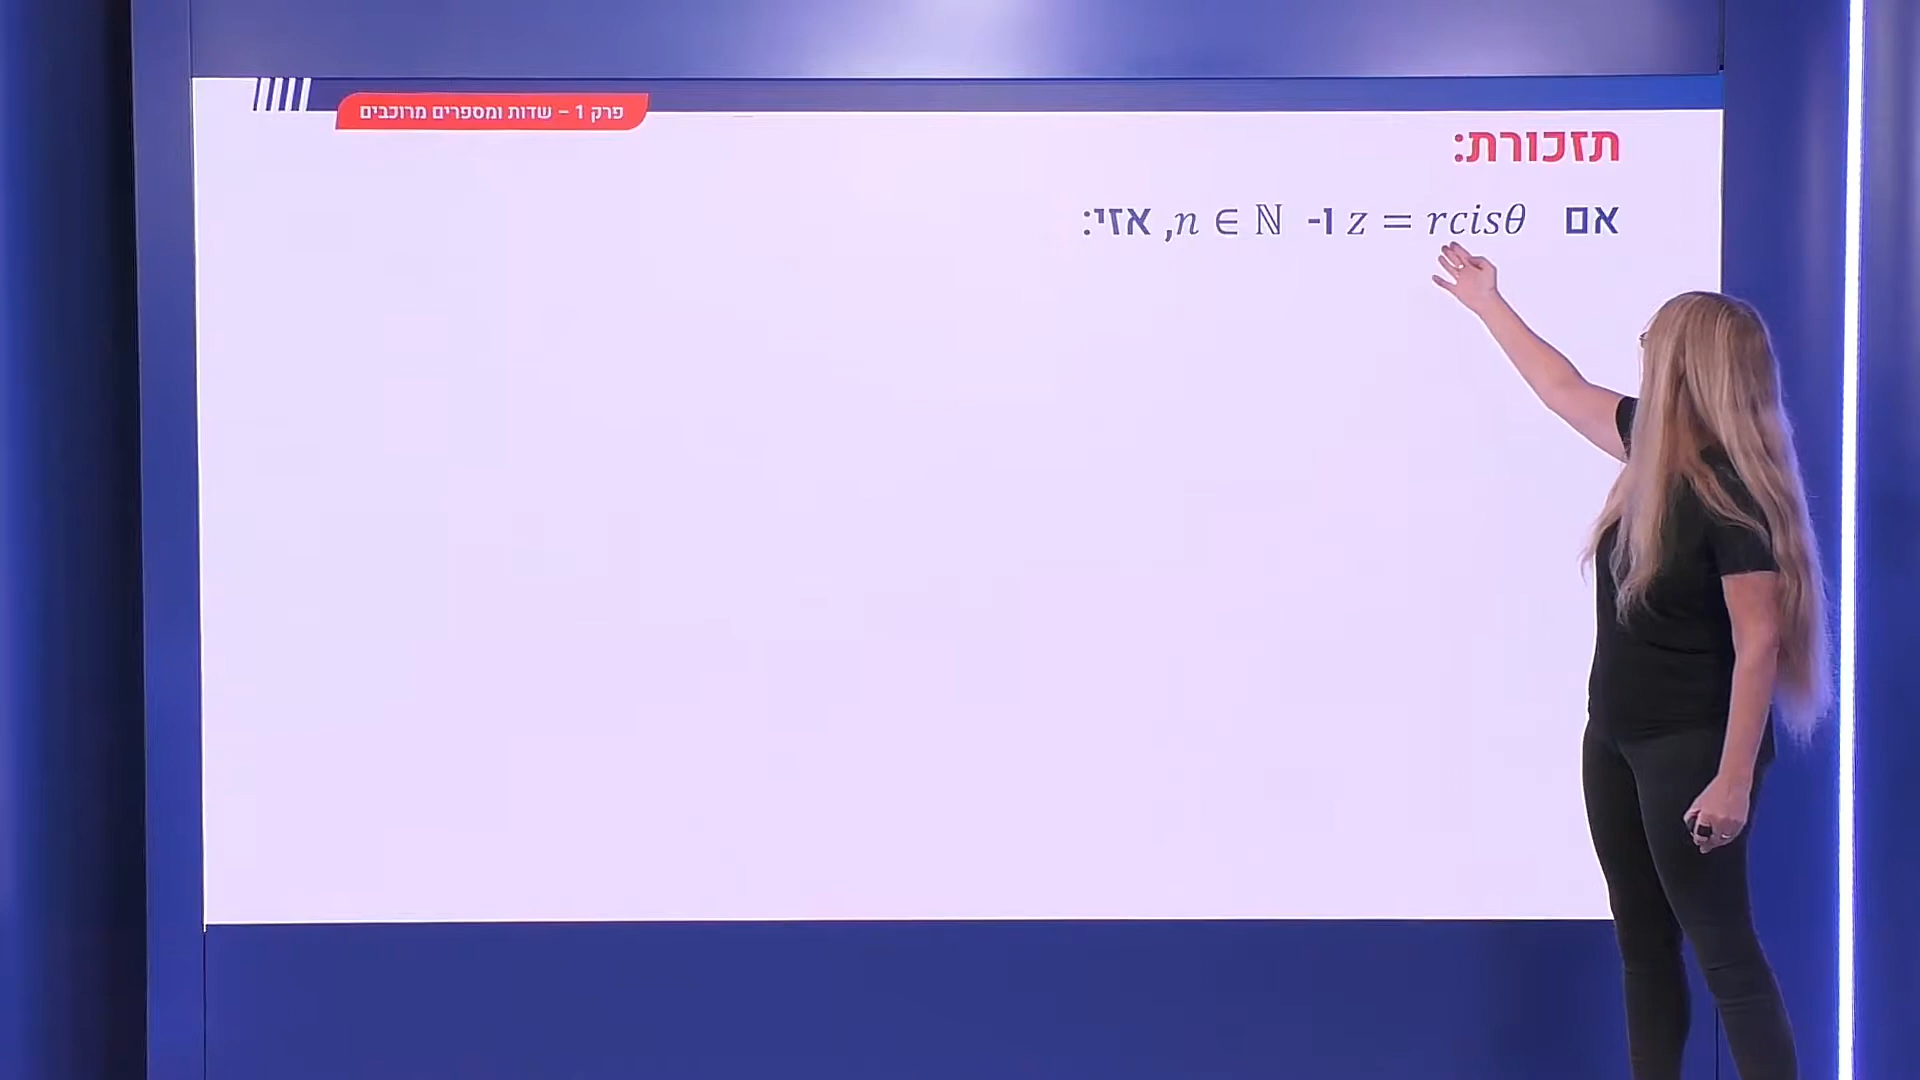 פרק 1 – שדות ומספרים מרוכבים
תזכורת:
אם z = rcisθ ו- n ∈ ℕ, אזי: